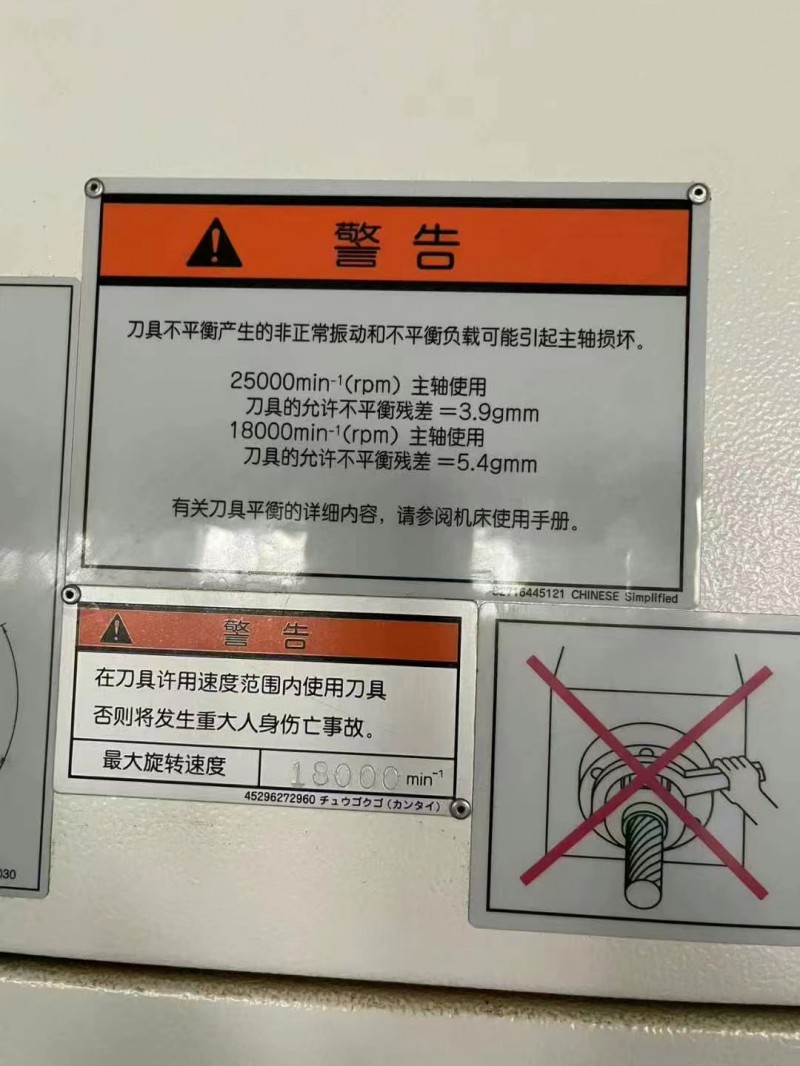 警告
刀具不平衡产生的非正常振动和不平衡负载可能引起主轴损坏。
25000min⁻¹(rpm) 主轴使用
刀具的允许不平衡残差 =3.9gmm
18000min⁻¹(rpm) 主轴使用
刀具的允许不平衡残差 =5.4gmm
有关刀具平衡的详细内容，请参阅机床使用手册。
716445121 CHINESE Simplified
警告
在刀具许用速度范围内使用刀具
否则将发生重大人身伤亡事故。
最大旋转速度 18000 min⁻¹
45296272960 チュウゴクゴ(カンタイ)
030